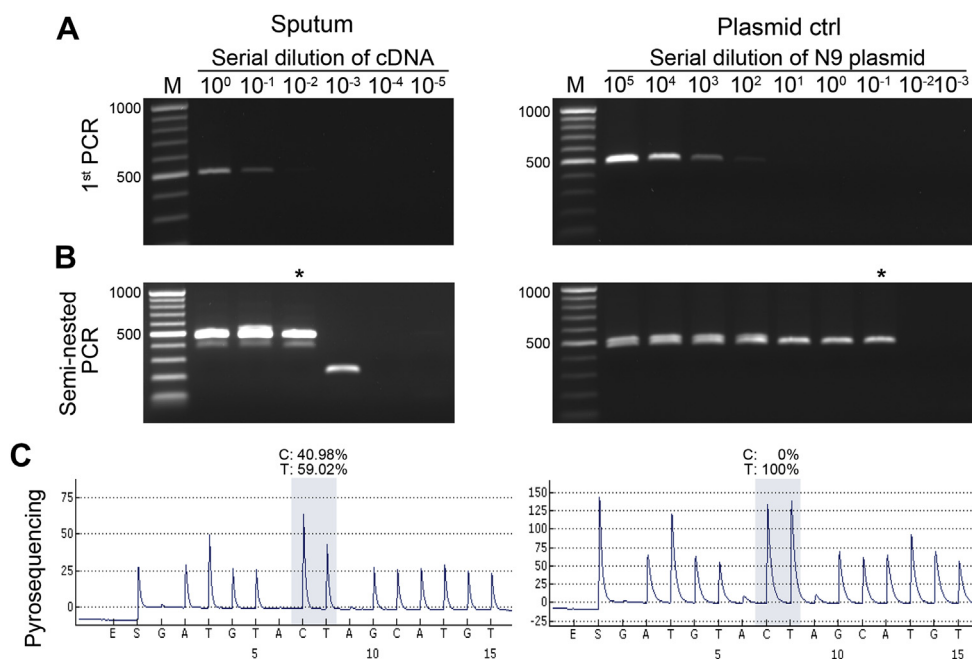 A
Sputum
Serial dilution of cDNA
M 10⁰ 10⁻¹ 10⁻² 10⁻³ 10⁻⁴ 10⁻⁵
1st PCR
1000
500
Plasmid ctrl
Serial dilution of N9 plasmid
M 10⁵ 10⁴ 10³ 10² 10¹ 10⁰ 10⁻¹ 10⁻² 10⁻³
1000
500
B
*
Semi-nested PCR
1000
500
*
1000
500
C
Pyrosequencing
C: 40.98%
T: 59.02%
75
50
25
0
E S G A T G T A C T A G C A T G T
5 10 15
C: 0%
T: 100%
150
125
100
75
50
25
0
-25
E S G A T G T A C T A G C A T G T
5 10 15